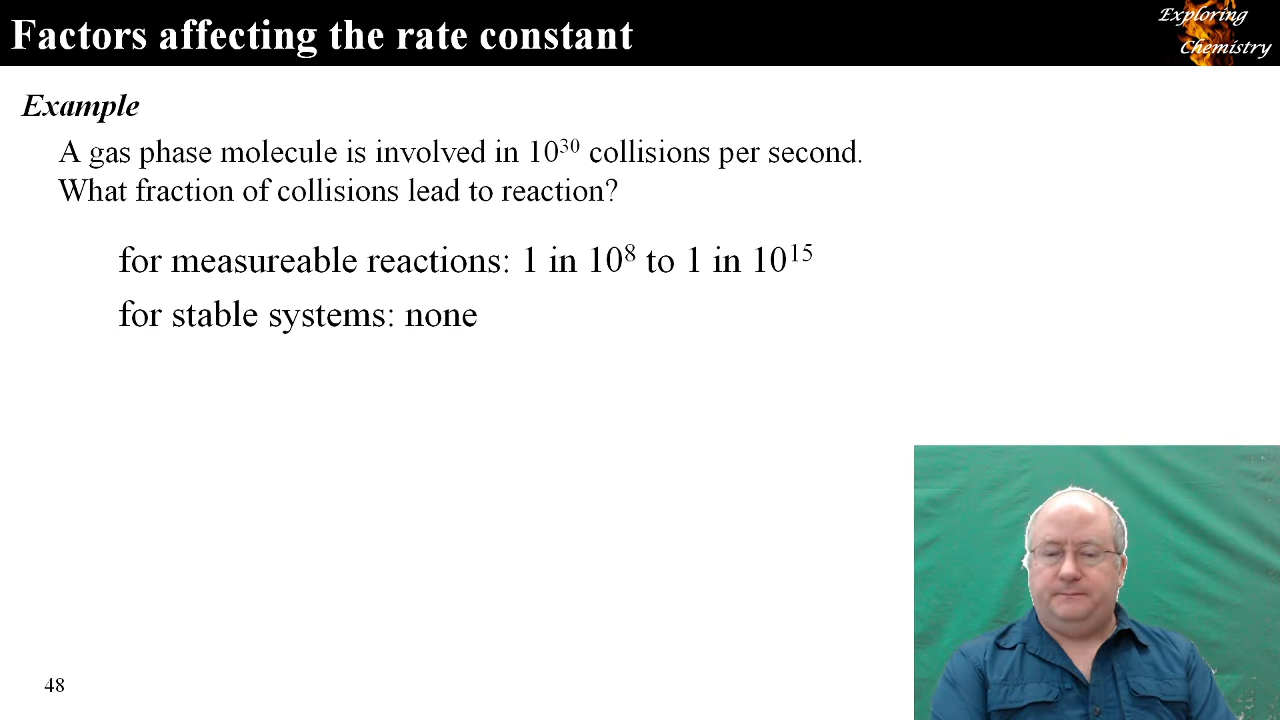 Factors affecting the rate constant
Exploring
Chemistry
Example
A gas phase molecule is involved in 10³⁰ collisions per second.
What fraction of collisions lead to reaction?
for measureable reactions: 1 in 10⁸ to 1 in 10¹⁵
for stable systems: none
48